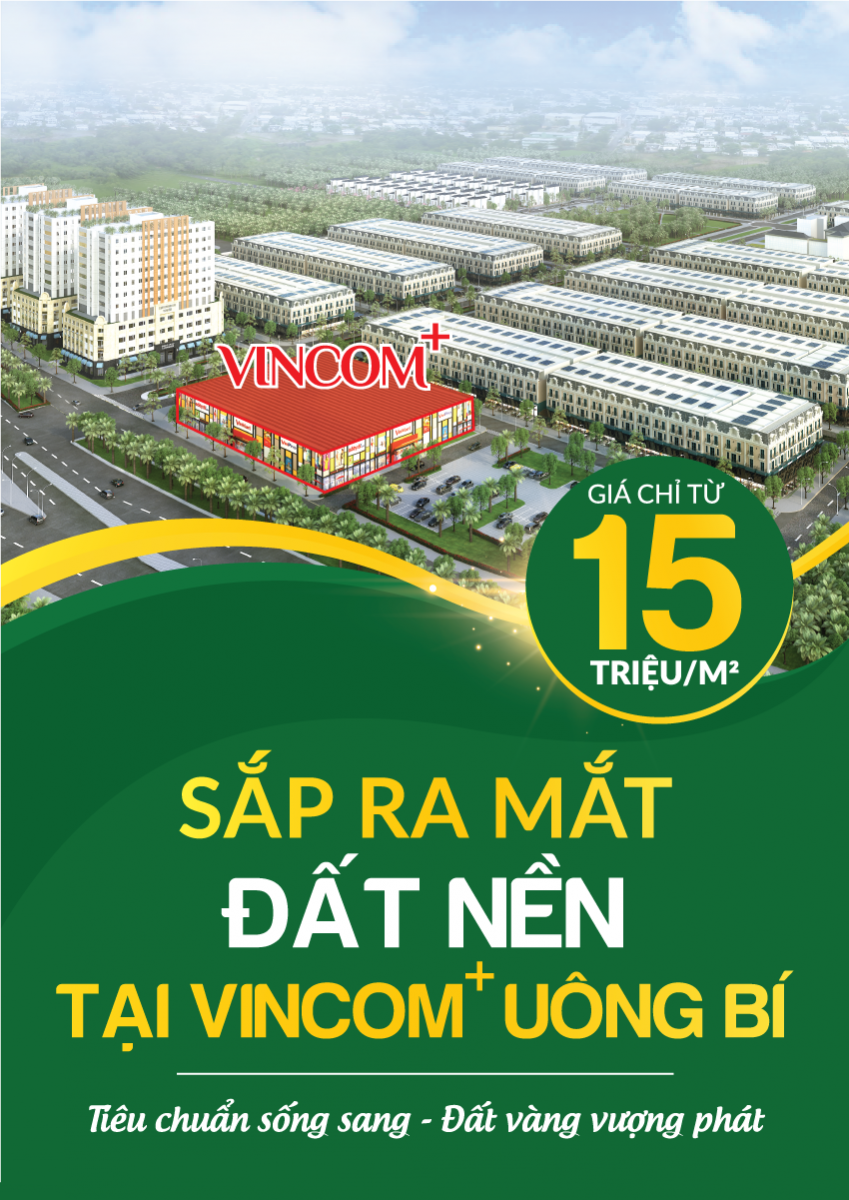 VINCOM+
GIÁ CHỈ TỪ
15
TRIỆU/M²
SẮP RA MẮT
ĐẤT NỀN
TẠI VINCOM+ UÔNG BÍ
Tiêu chuẩn sống sang - Đất vàng vượng phát